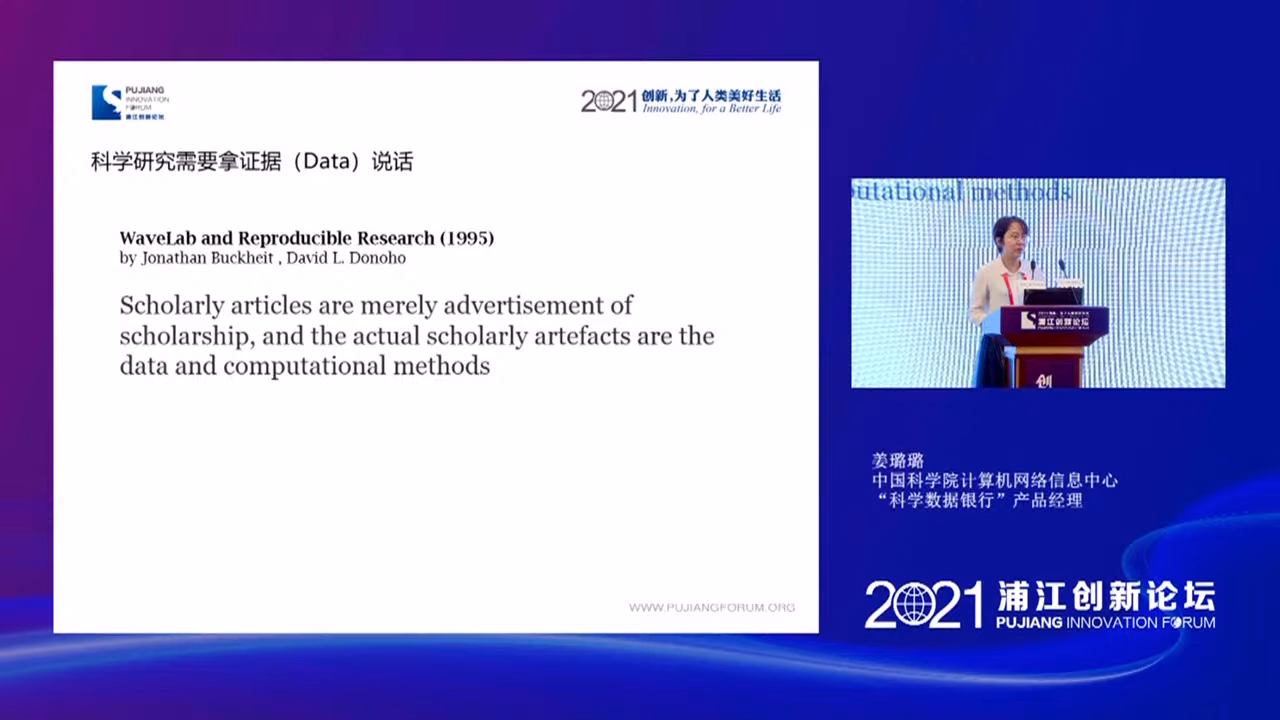 PUJIANG
INNOVATION
FORUM
浦江创新论坛
2021 创新,为了人类美好生活
Innovation, for a Better Life
科学研究需要拿证据（Data）说话
WaveLab and Reproducible Research (1995)
by Jonathan Buckheit , David L. Donoho
Scholarly articles are merely advertisement of
scholarship, and the actual scholarly artefacts are the
data and computational methods
WWW.PUJIANGFORUM.ORG
putational methods
浦江创新论坛
创
姜璐璐
中国科学院计算机网络信息中心
“科学数据银行”产品经理
2021 浦江创新论坛
PUJIANG INNOVATION FORUM